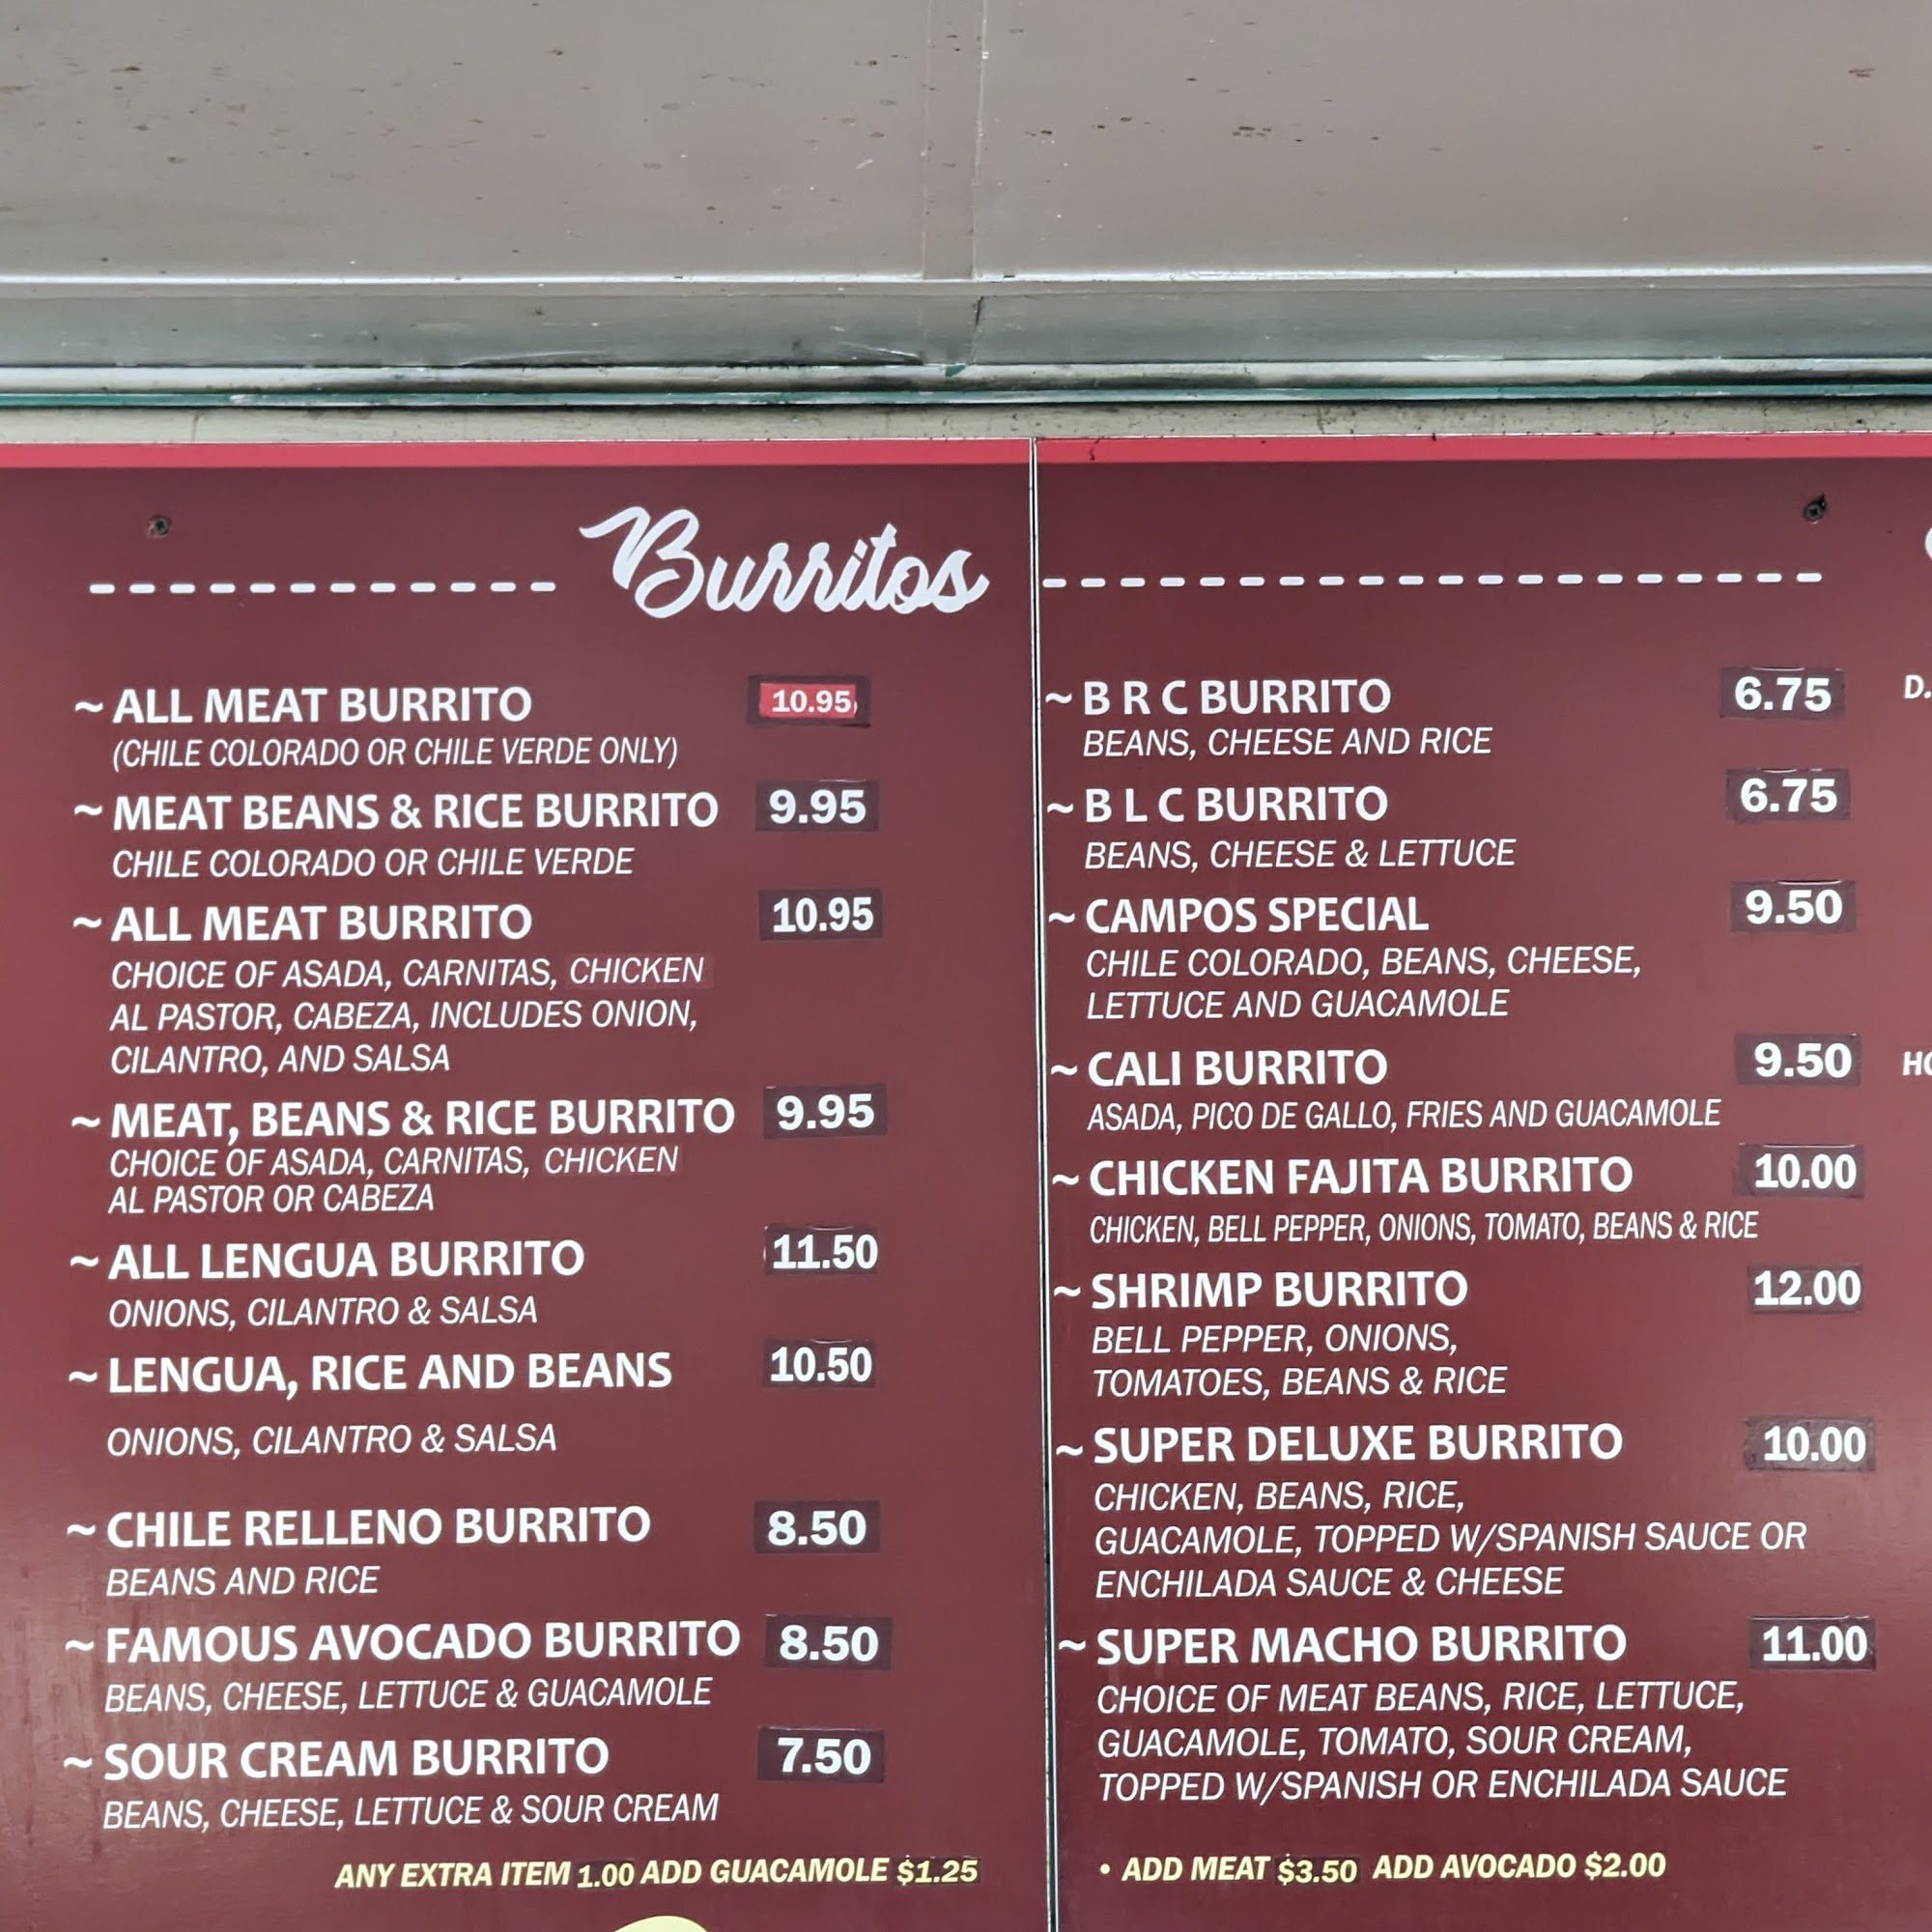 Burritos
~ ALL MEAT BURRITO 10.95
(CHILE COLORADO OR CHILE VERDE ONLY)
~ MEAT BEANS & RICE BURRITO 9.95
CHILE COLORADO OR CHILE VERDE
~ ALL MEAT BURRITO 10.95
CHOICE OF ASADA, CARNITAS, CHICKEN
AL PASTOR, CABEZA, INCLUDES ONION,
CILANTRO, AND SALSA
~ MEAT, BEANS & RICE BURRITO 9.95
CHOICE OF ASADA, CARNITAS, CHICKEN
AL PASTOR OR CABEZA
~ ALL LENGUA BURRITO 11.50
ONIONS, CILANTRO & SALSA
~ LENGUA, RICE AND BEANS 10.50
ONIONS, CILANTRO & SALSA
~ CHILE RELLENO BURRITO 8.50
BEANS AND RICE
~ FAMOUS AVOCADO BURRITO 8.50
BEANS, CHEESE, LETTUCE & GUACAMOLE
~ SOUR CREAM BURRITO 7.50
BEANS, CHEESE, LETTUCE & SOUR CREAM
ANY EXTRA ITEM 1.00 ADD GUACAMOLE $1.25
~ B R C BURRITO 6.75
BEANS, CHEESE AND RICE
~ B L C BURRITO 6.75
BEANS, CHEESE & LETTUCE
~ CAMPOS SPECIAL 9.50
CHILE COLORADO, BEANS, CHEESE,
LETTUCE AND GUACAMOLE
~ CALI BURRITO 9.50
ASADA, PICO DE GALLO, FRIES AND GUACAMOLE
~ CHICKEN FAJITA BURRITO 10.00
CHICKEN, BELL PEPPER, ONIONS, TOMATO, BEANS & RICE
~ SHRIMP BURRITO 12.00
BELL PEPPER, ONIONS,
TOMATOES, BEANS & RICE
~ SUPER DELUXE BURRITO 10.00
CHICKEN, BEANS, RICE,
GUACAMOLE, TOPPED W/SPANISH SAUCE OR
ENCHILADA SAUCE & CHEESE
~ SUPER MACHO BURRITO 11.00
CHOICE OF MEAT BEANS, RICE, LETTUCE,
GUACAMOLE, TOMATO, SOUR CREAM,
TOPPED W/SPANISH OR ENCHILADA SAUCE
• ADD MEAT $3.50 ADD AVOCADO $2.00